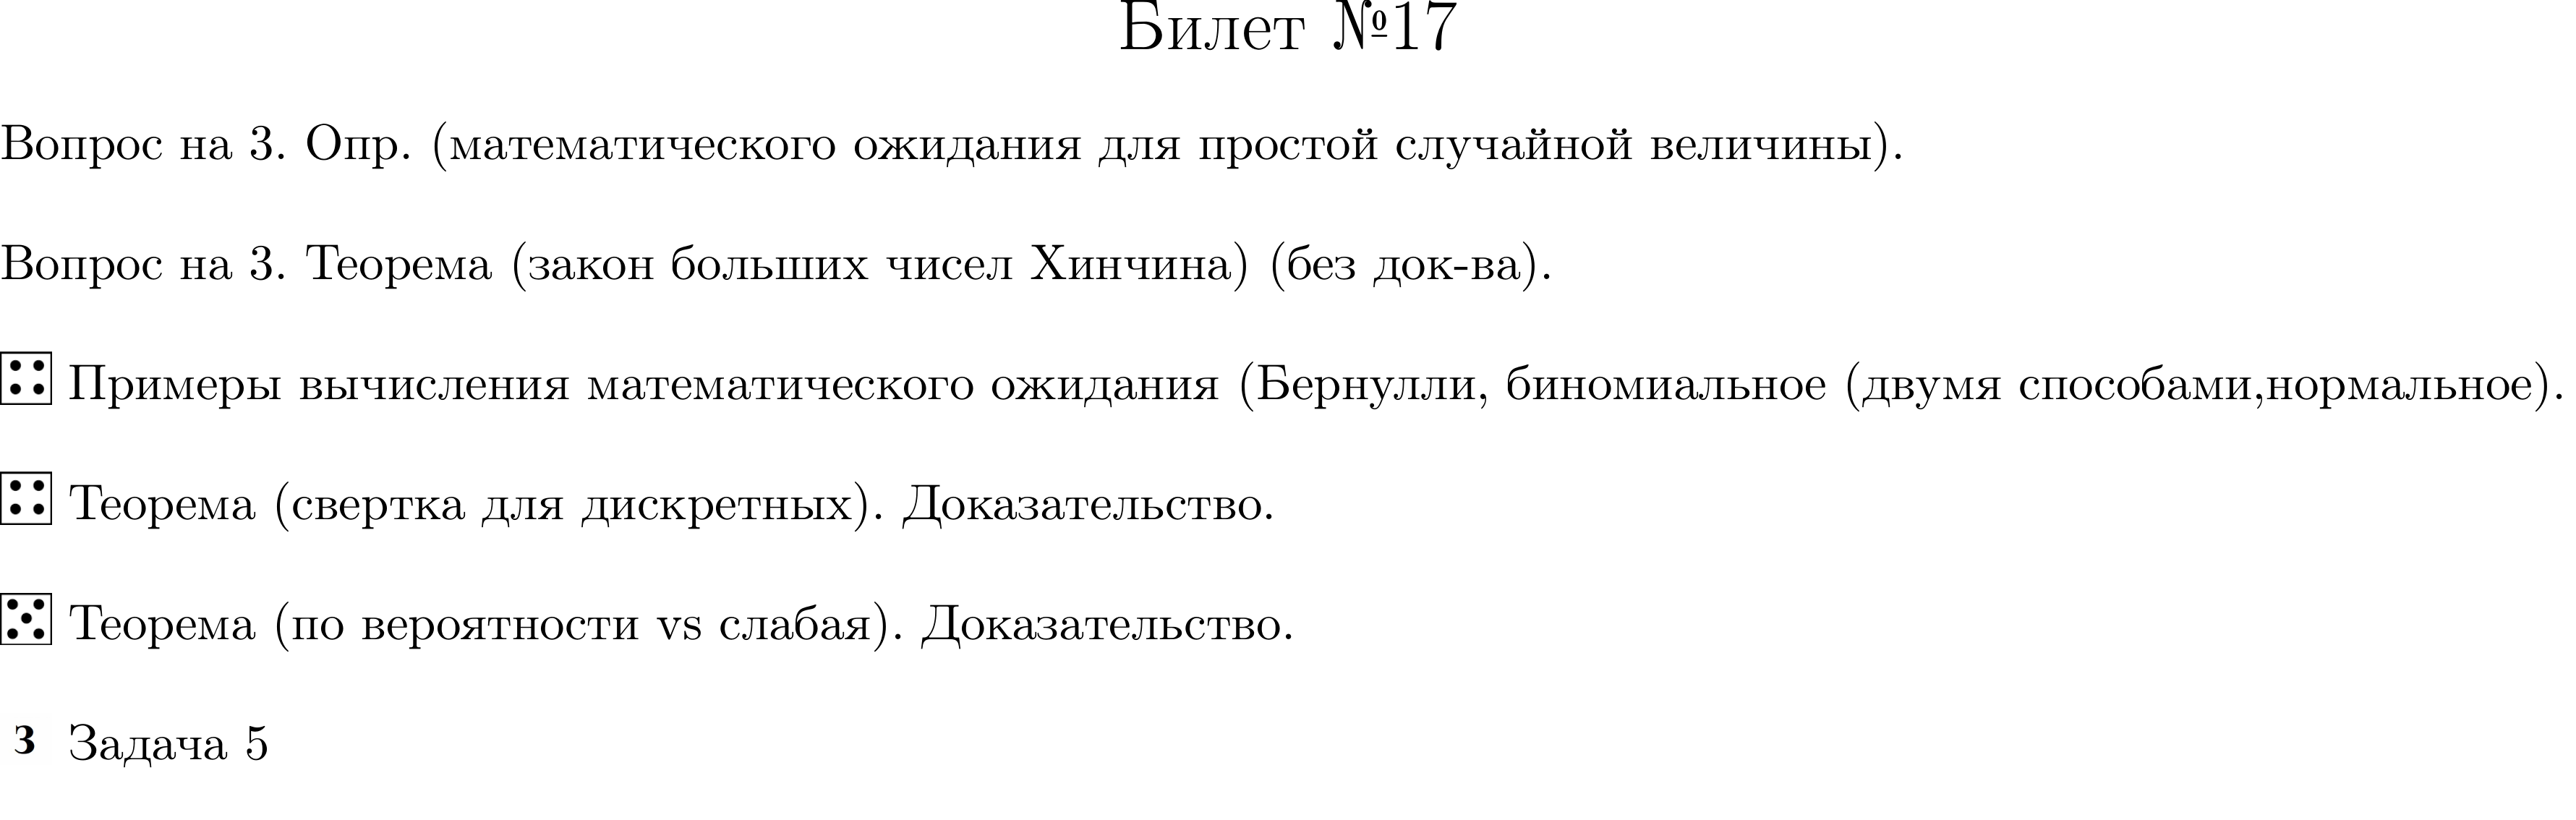 Билет №17
Вопрос на 3. Опр. (математического ожидания для простой случайной величины).
Вопрос на 3. Теорема (закон больших чисел Хинчина) (без док-ва).
Примеры вычисления математического ожидания (Бернулли, биномиальное (двумя способами,нормальное).
Теорема (свертка для дискретных). Доказательство.
Теорема (по вероятности vs слабая). Доказательство.
З Задача 5